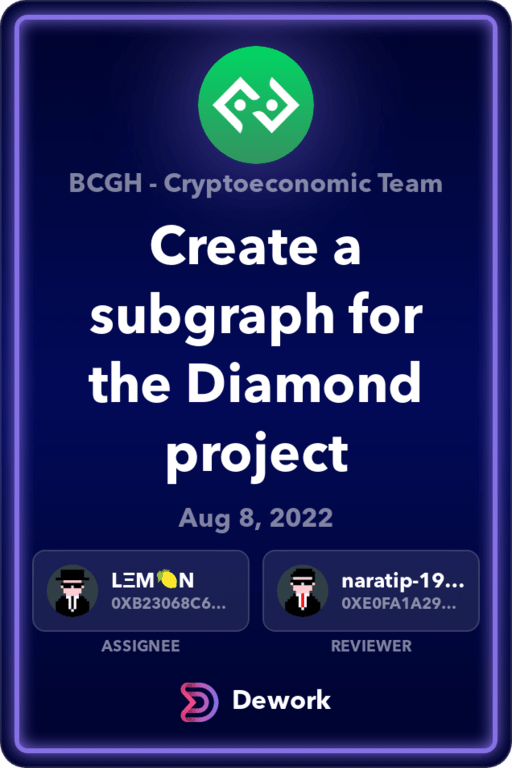 BCGH - Cryptoeconomic Team
Create a
subgraph for
the Diamond
project
Aug 8, 2022
LΞM🍋N
0XB23068C6...
ASSIGNEE
naratip-19...
0XE0FA1A29...
REVIEWER
Dework